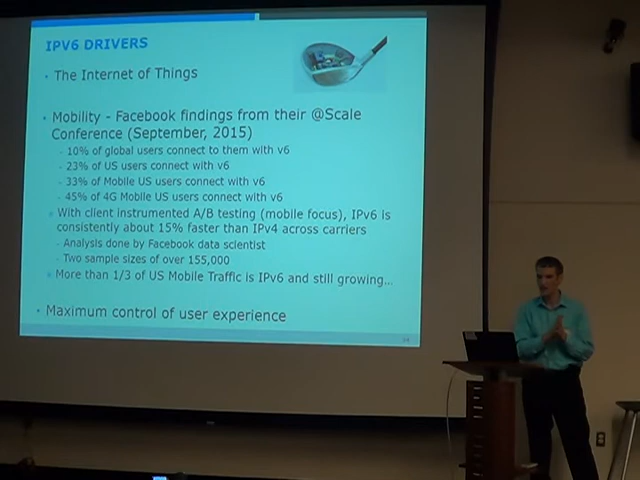 IPV6 DRIVERS
The Internet of Things
Mobility - Facebook findings from their @Scale
Conference (September, 2015)
10% of global users connect to them with v6
23% of US users connect with v6
33% of Mobile US users connect with v6
45% of 4G Mobile US users connect with v6
With client instrumented A/B testing (mobile focus), IPv6 is
consistently about 15% faster than IPv4 across carriers
Analysis done by Facebook data scientist
Two sample sizes of over 155,000
More than 1/3 of US Mobile Traffic is IPv6 and still growing...
Maximum control of user experience